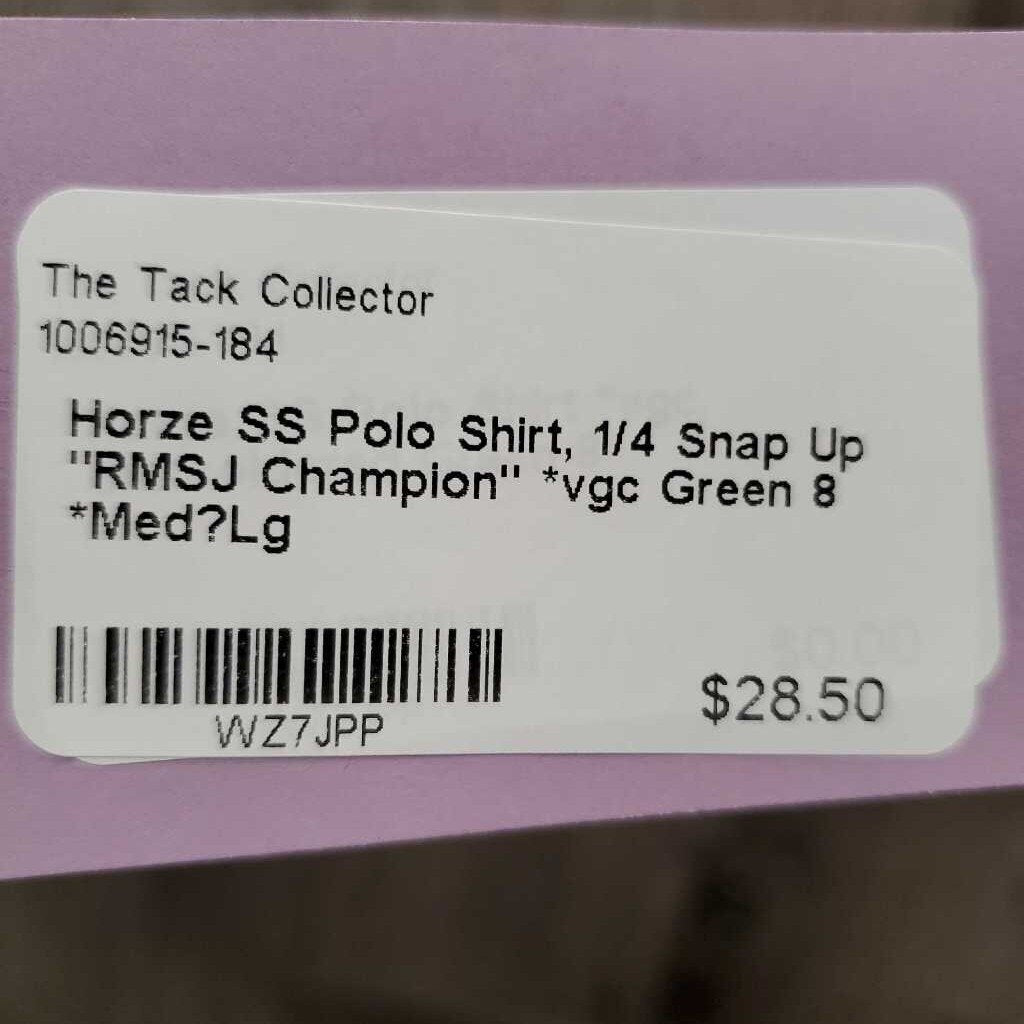 The Tack Collector
1006915-184
Horze SS Polo Shirt, 1/4 Snap Up
"RMSJ Champion" *vgc Green 8
*Med?Lg
WZ7JPP
$28.50